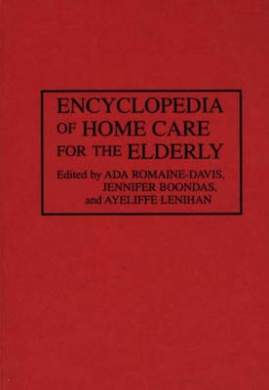 ENCYCLOPEDIA
OF HOME CARE
FOR THE ELDERLY
Edited by ADA ROMAINE-DAVIS,
JENNIFER BOONDAS,
and AYELIFFE LENIHAN